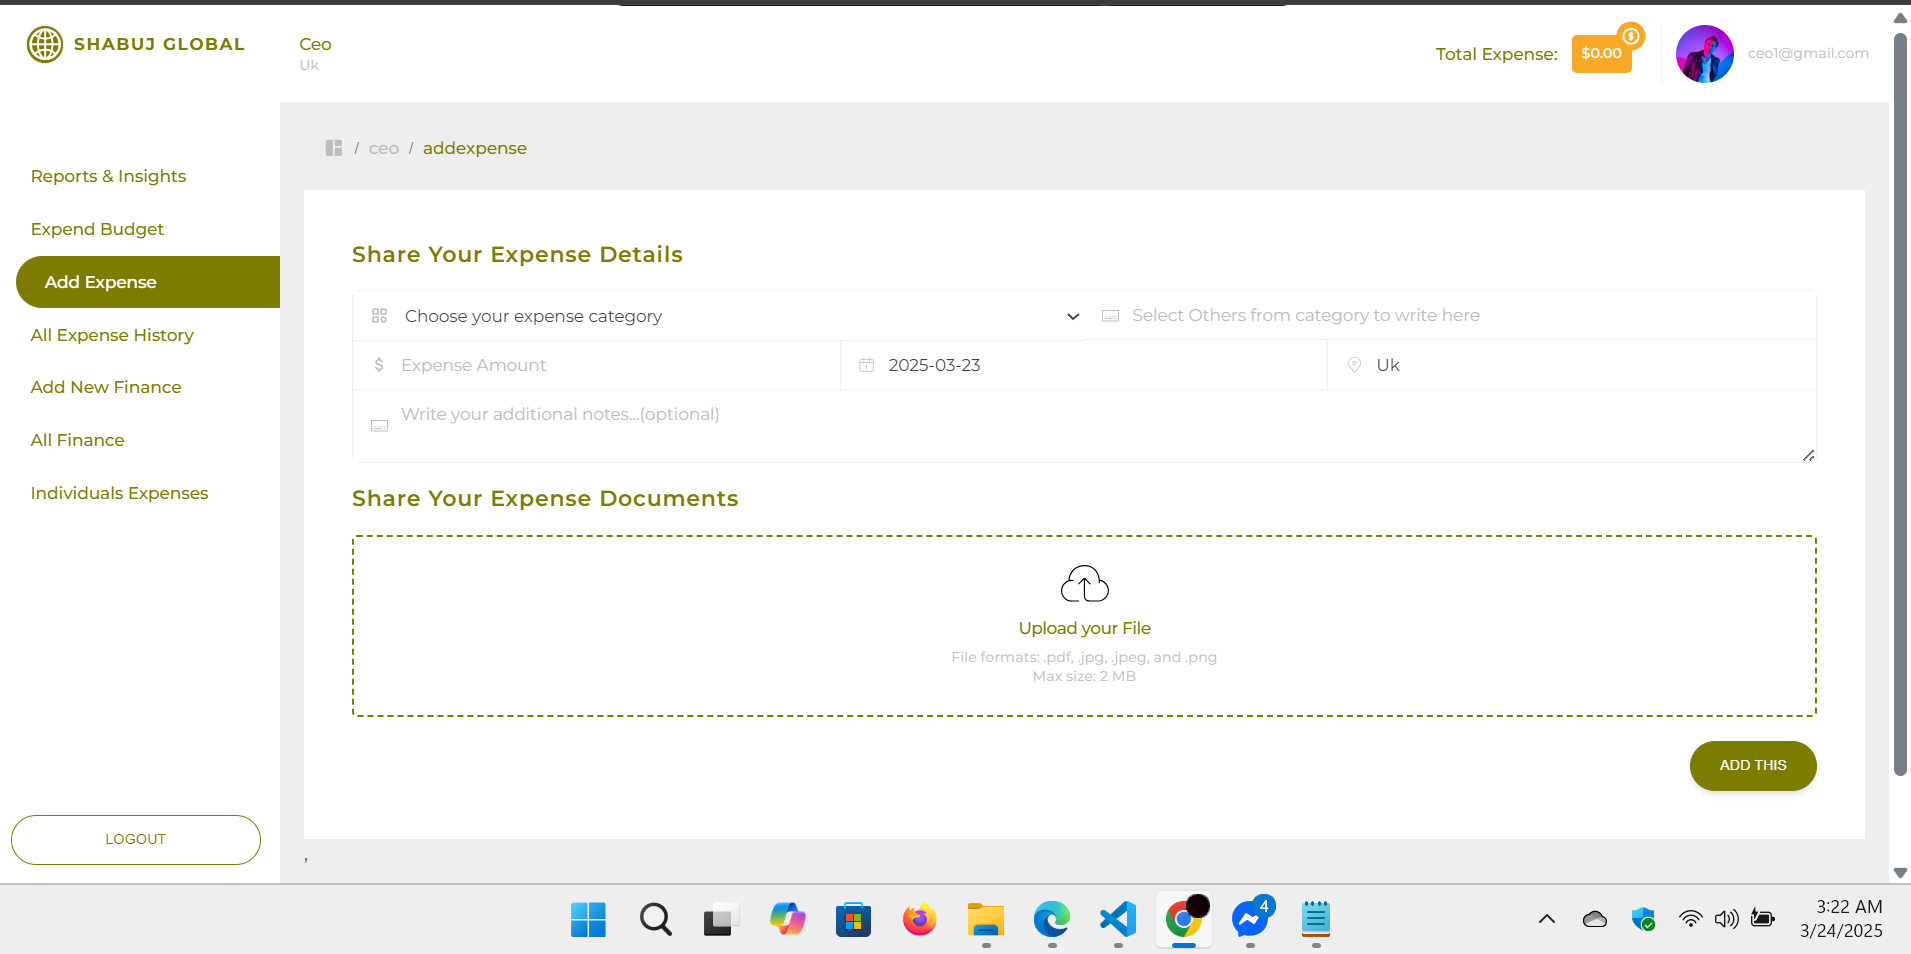 SHABUJ GLOBAL
Ceo
Uk
Total Expense:
$0.00
ceo1@gmail.com
/ ceo / addexpense
Reports & Insights
Expend Budget
Add Expense
All Expense History
Add New Finance
All Finance
Individuals Expenses
LOGOUT
Share Your Expense Details
Choose your expense category
Select Others from category to write here
$ Expense Amount
2025-03-23
Uk
Write your additional notes...(optional)
Share Your Expense Documents
Upload your File
File formats: .pdf, .jpg, .jpeg, and .png
Max size: 2 MB
ADD THIS
,
4
3:22 AM
3/24/2025